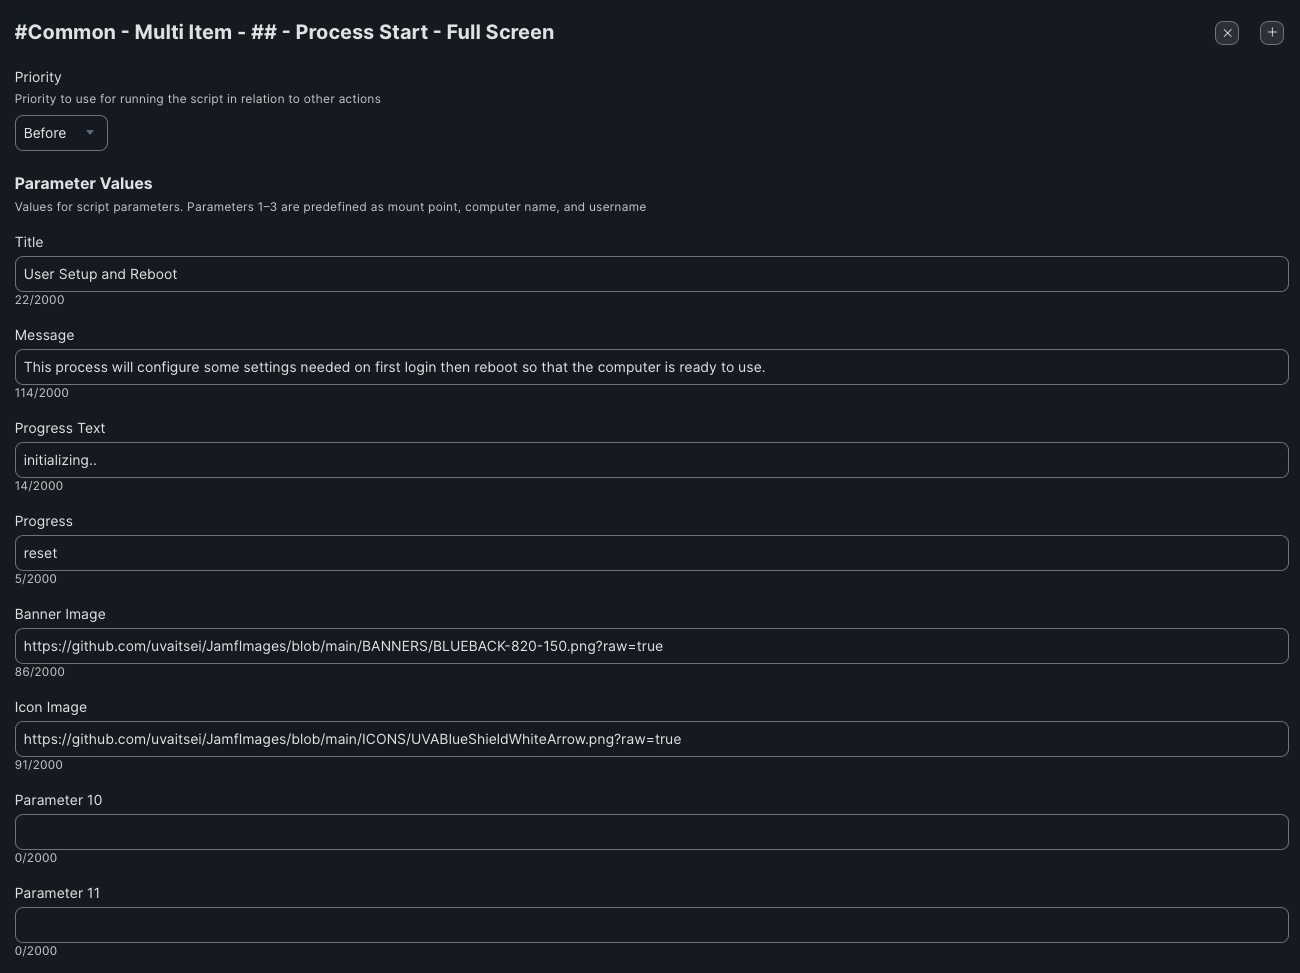 #Common - Multi Item - ## - Process Start - Full Screen
Priority
Priority to use for running the script in relation to other actions
Before
Parameter Values
Values for script parameters. Parameters 1–3 are predefined as mount point, computer name, and username
Title
User Setup and Reboot
22/2000
Message
This process will configure some settings needed on first login then reboot so that the computer is ready to use.
114/2000
Progress Text
initializing..
14/2000
Progress
reset
5/2000
Banner Image
https://github.com/uvaitsei/JamfImages/blob/main/BANNERS/BLUEBACK-820-150.png?raw=true
86/2000
Icon Image
https://github.com/uvaitsei/JamfImages/blob/main/ICONS/UVABlueShieldWhiteArrow.png?raw=true
91/2000
Parameter 10
0/2000
Parameter 11
0/2000